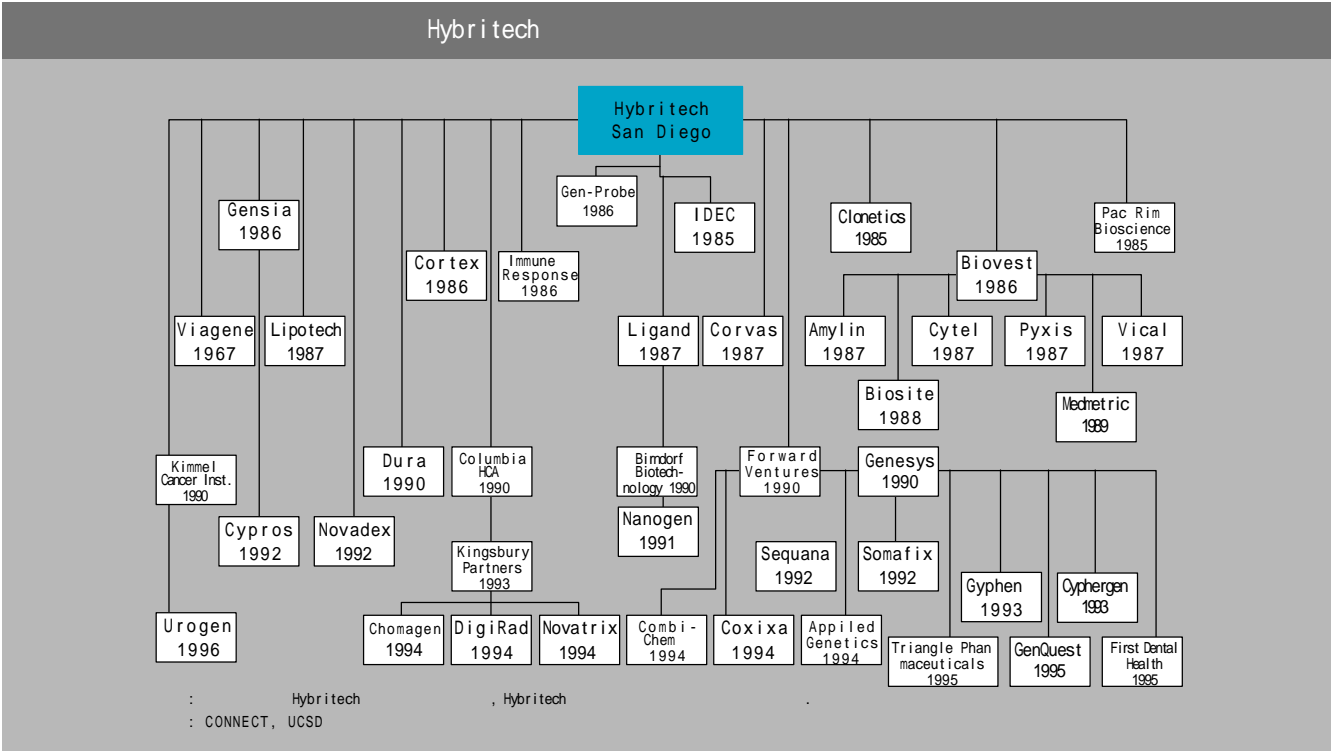 Hybritech
Hybritech
San Diego
Gen-Probe
1986
IDEC
1985
Gensia
1986
Clonetics
1985
Pac Rim
Bioscience
1985
Cortex
1986
Immune
Response
1986
Biovest
1986
Viagene
1967
Lipotech
1987
Ligand
1987
Corvas
1987
Amylin
1987
Cytel
1987
Pyxis
1987
Vical
1987
Biosite
1988
Medmetric
1989
Kimmel
Cancer Inst.
1990
Dura
1990
Columbia
HCA
1990
Birndorf
Biotech-
nology 1990
Forward
Ventures
1990
Genesys
1990
Cypros
1992
Novadex
1992
Nanogen
1991
Kingsbury
Partners
1993
Sequana
1992
Somafix
1992
Gyphen
1993
Cyphergen
1993
Urogen
1996
Chomagen
1994
DigiRad
1994
Novatrix
1994
Combi-
Chem
1994
Coxixa
1994
Appiled
Genetics
1994
Triangle Phan
maceuticals
1995
GenQuest
1995
First Dental
Health
1995
: Hybritech , Hybritech .
: CONNECT, UCSD